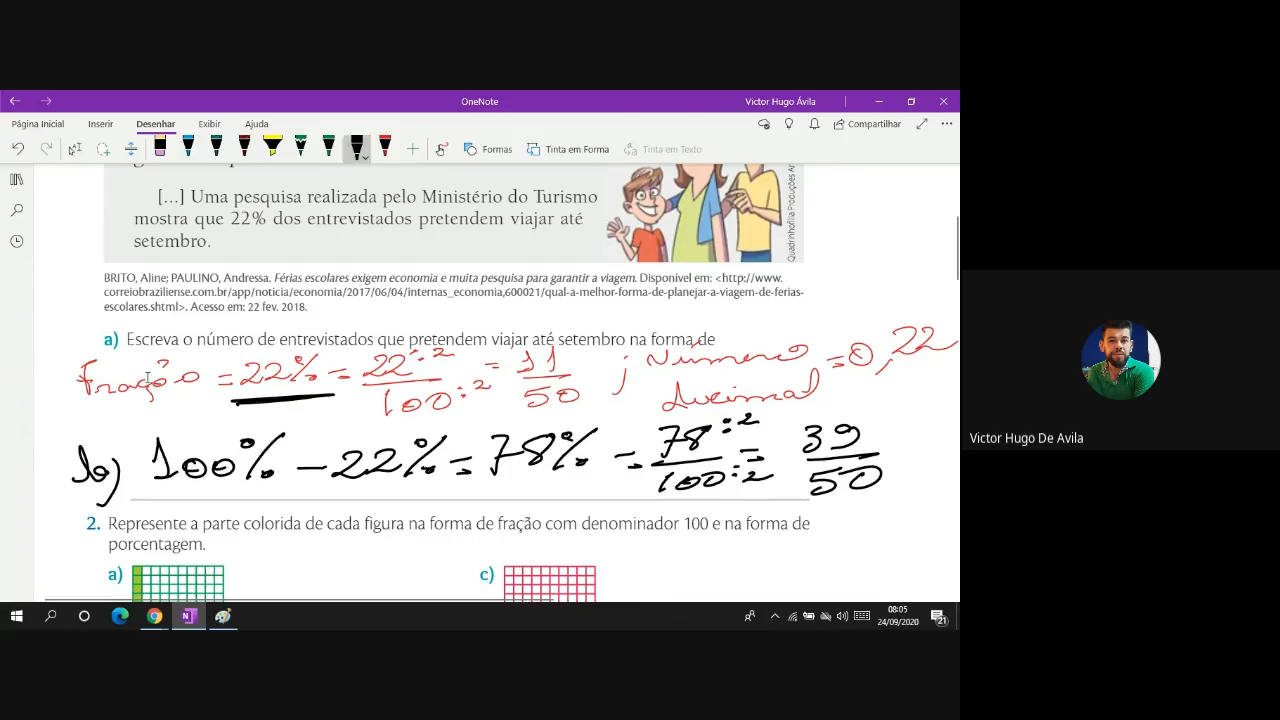 OneNote
Victor Hugo Ávila
Página Inicial Inserir Desenhar Exibir Ajuda
Compartilhar
Formas Tinta em Forma Tinta em Texto
[...] Uma pesquisa realizada pelo Ministério do Turismo
mostra que 22% dos entrevistados pretendem viajar até
setembro.
Quadrinhofilia Produções Ar
BRITO, Aline; PAULINO, Andressa. Férias escolares exigem economia e muita pesquisa para garantir a viagem. Disponível em: <http://www.
correiobraziliense.com.br/app/noticia/economia/2017/06/04/internas_economia,600021/qual-a-melhor-forma-de-planejar-a-viagem-de-ferias-
escolares.shtml>. Acesso em: 22 fev. 2018.
a) Escreva o número de entrevistados que pretendem viajar até setembro na forma de
Fração = 22% = 22÷2/100÷2 = 11/50 ; Número Decimal = 0,22
b) 100% - 22% = 78% = 78÷2/100÷2 = 39/50
2. Represente a parte colorida de cada figura na forma de fração com denominador 100 e na forma de
porcentagem.
a) c)
Victor Hugo De Avila
08:05
24/09/2020
21